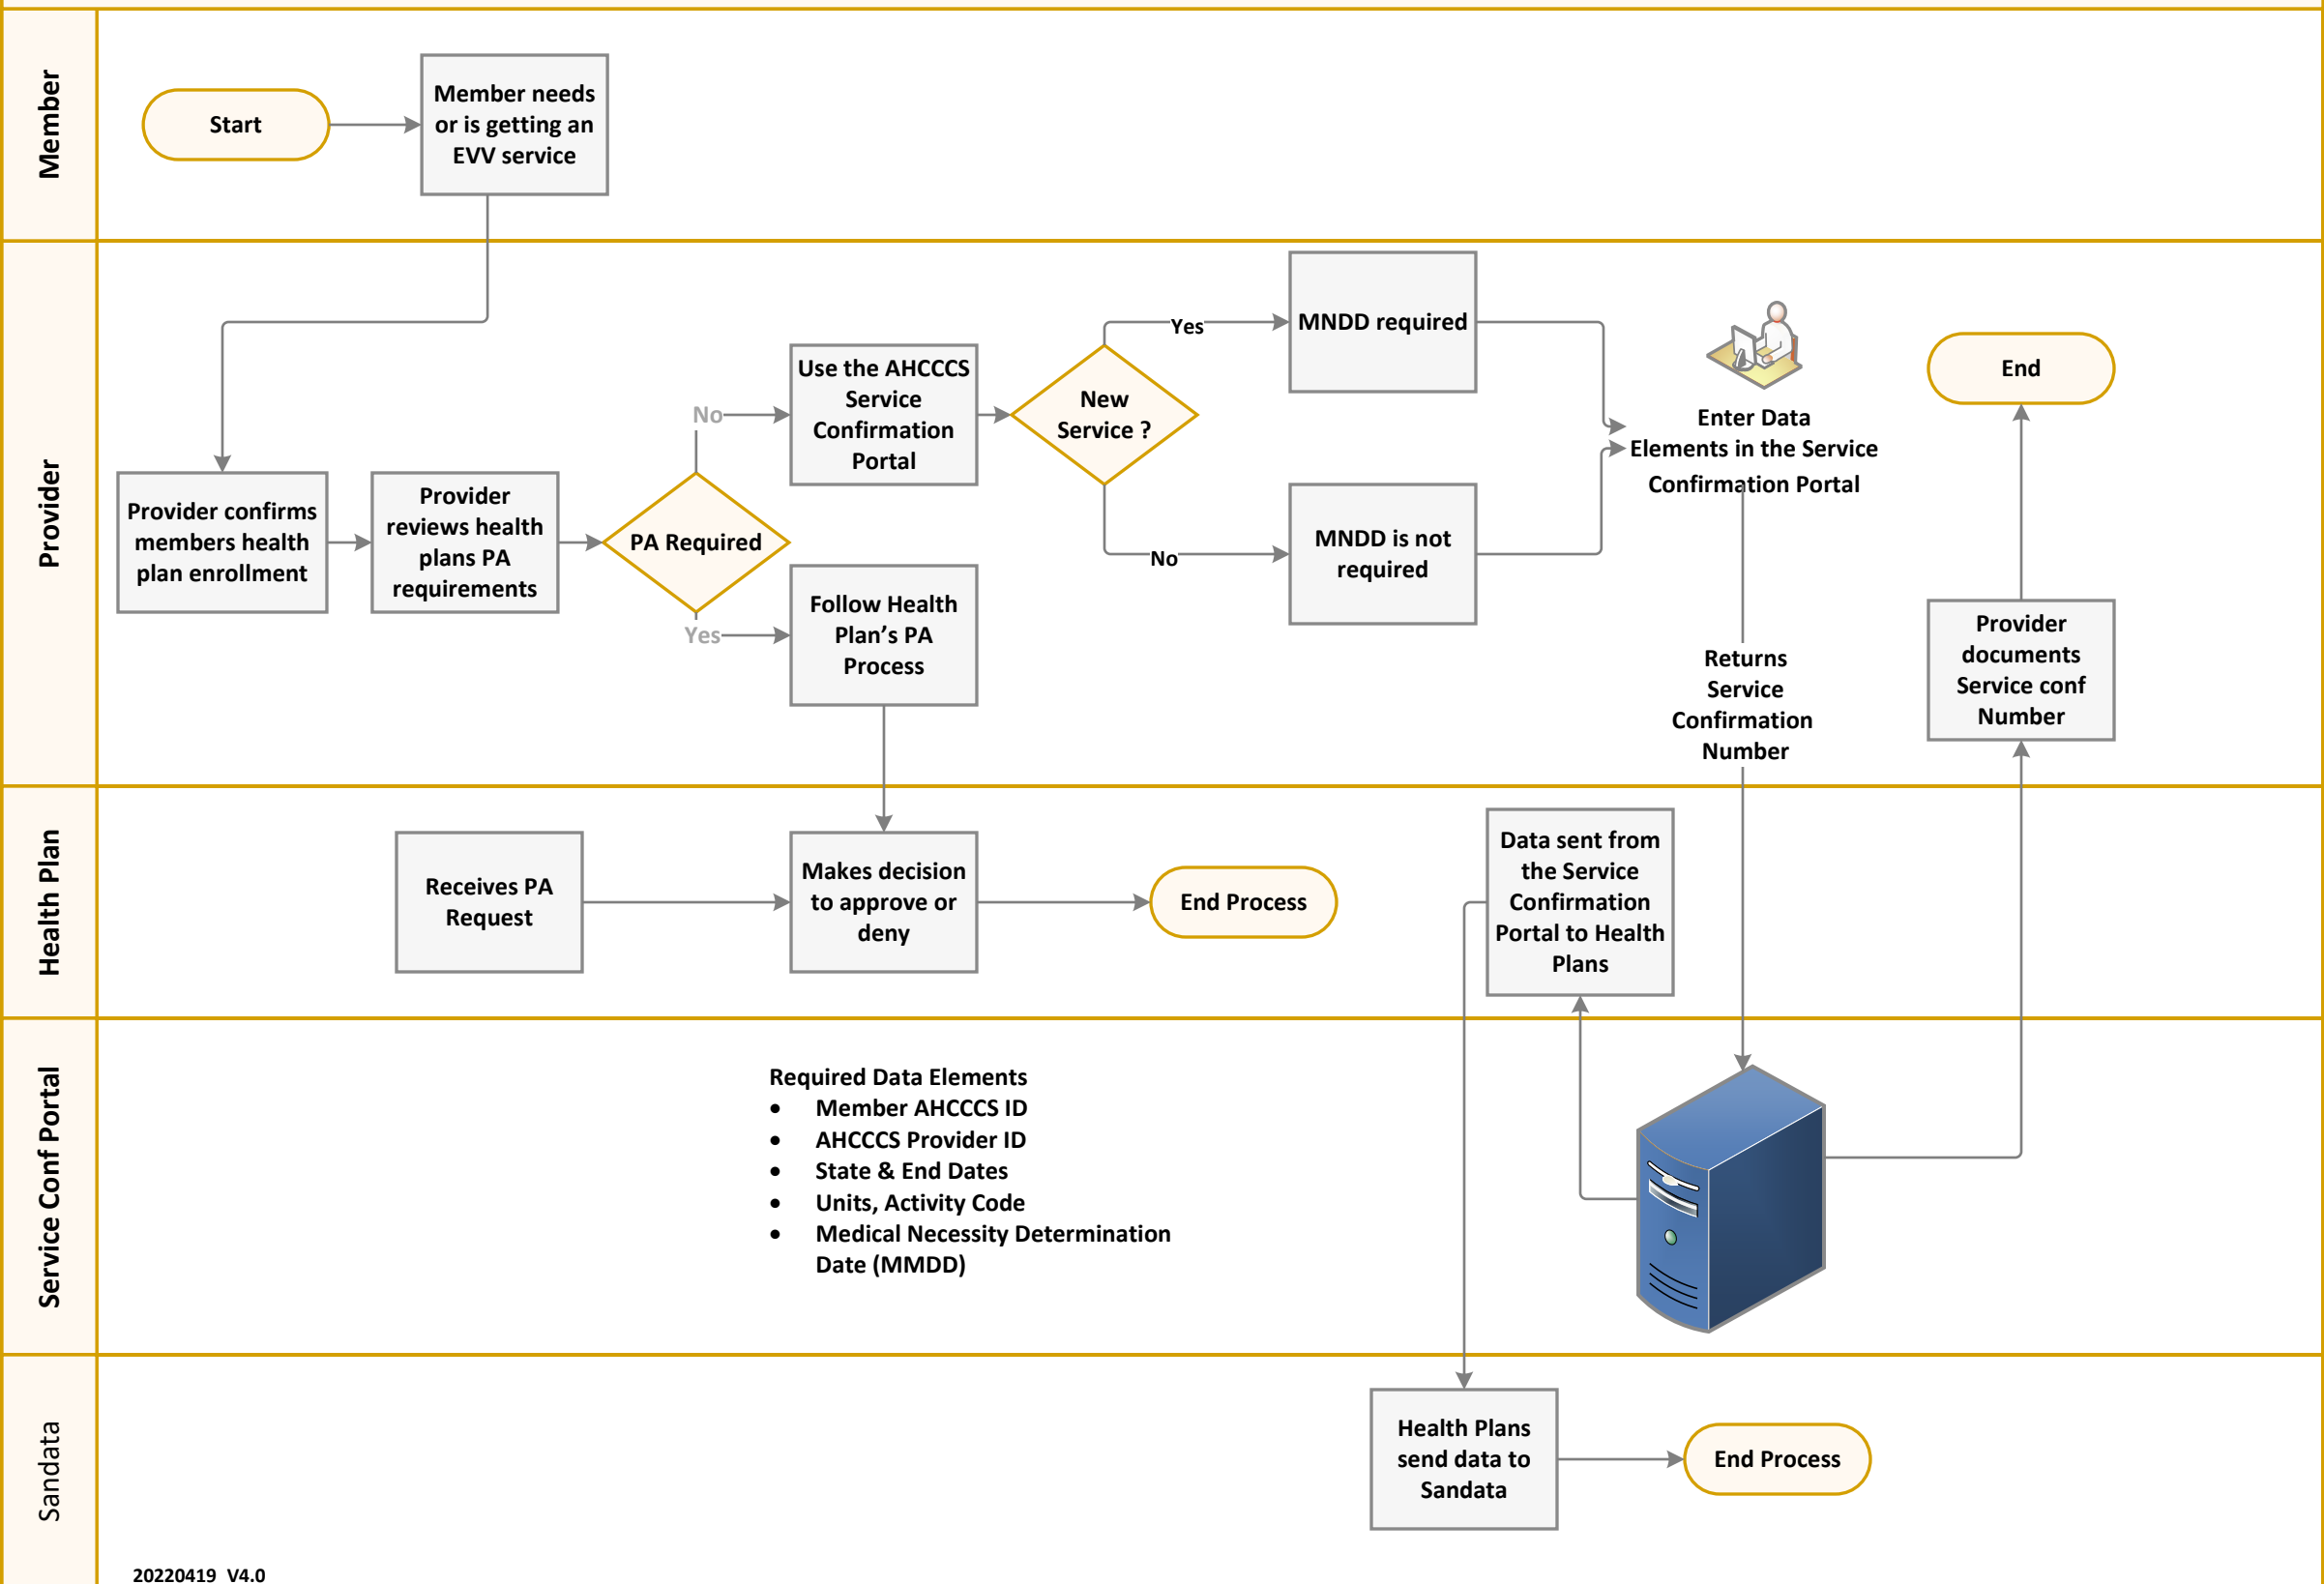 Member
Start
Member needs
or is getting an
EVV service
Provider
Provider confirms
members health
plan enrollment
Provider
reviews health
plans PA
requirements
PA Required
No
Yes
Use the AHCCCS
Service
Confirmation
Portal
Follow Health
Plan’s PA
Process
New
Service ?
Yes
No
MNDD required
MNDD is not
required
Enter Data
Elements in the Service
Confirmation Portal
Returns
Service
Confirmation
Number
End
Provider
documents
Service conf
Number
Health Plan
Receives PA
Request
Makes decision
to approve or
deny
End Process
Data sent from
the Service
Confirmation
Portal to Health
Plans
Service Conf Portal
Required Data Elements
• Member AHCCCS ID
• AHCCCS Provider ID
• State & End Dates
• Units, Activity Code
• Medical Necessity Determination
Date (MMDD)
Sandata
Health Plans
send data to
Sandata
End Process
20220419_V4.0